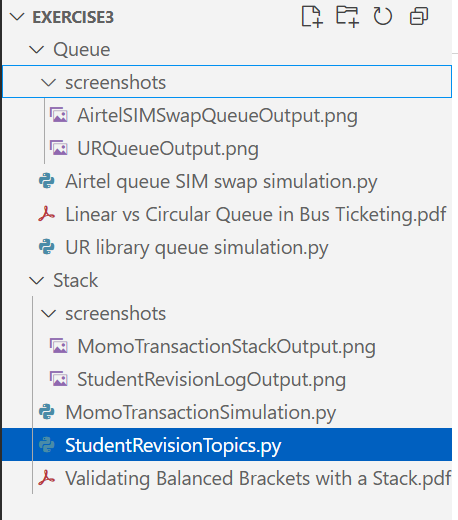 EXERCISE3
Queue
screenshots
AirtelSIMSwapQueueOutput.png
URQueueOutput.png
Airtel queue SIM swap simulation.py
Linear vs Circular Queue in Bus Ticketing.pdf
UR library queue simulation.py
Stack
screenshots
MomoTransactionStackOutput.png
StudentRevisionLogOutput.png
MomoTransactionSimulation.py
StudentRevisionTopics.py
Validating Balanced Brackets with a Stack.pdf